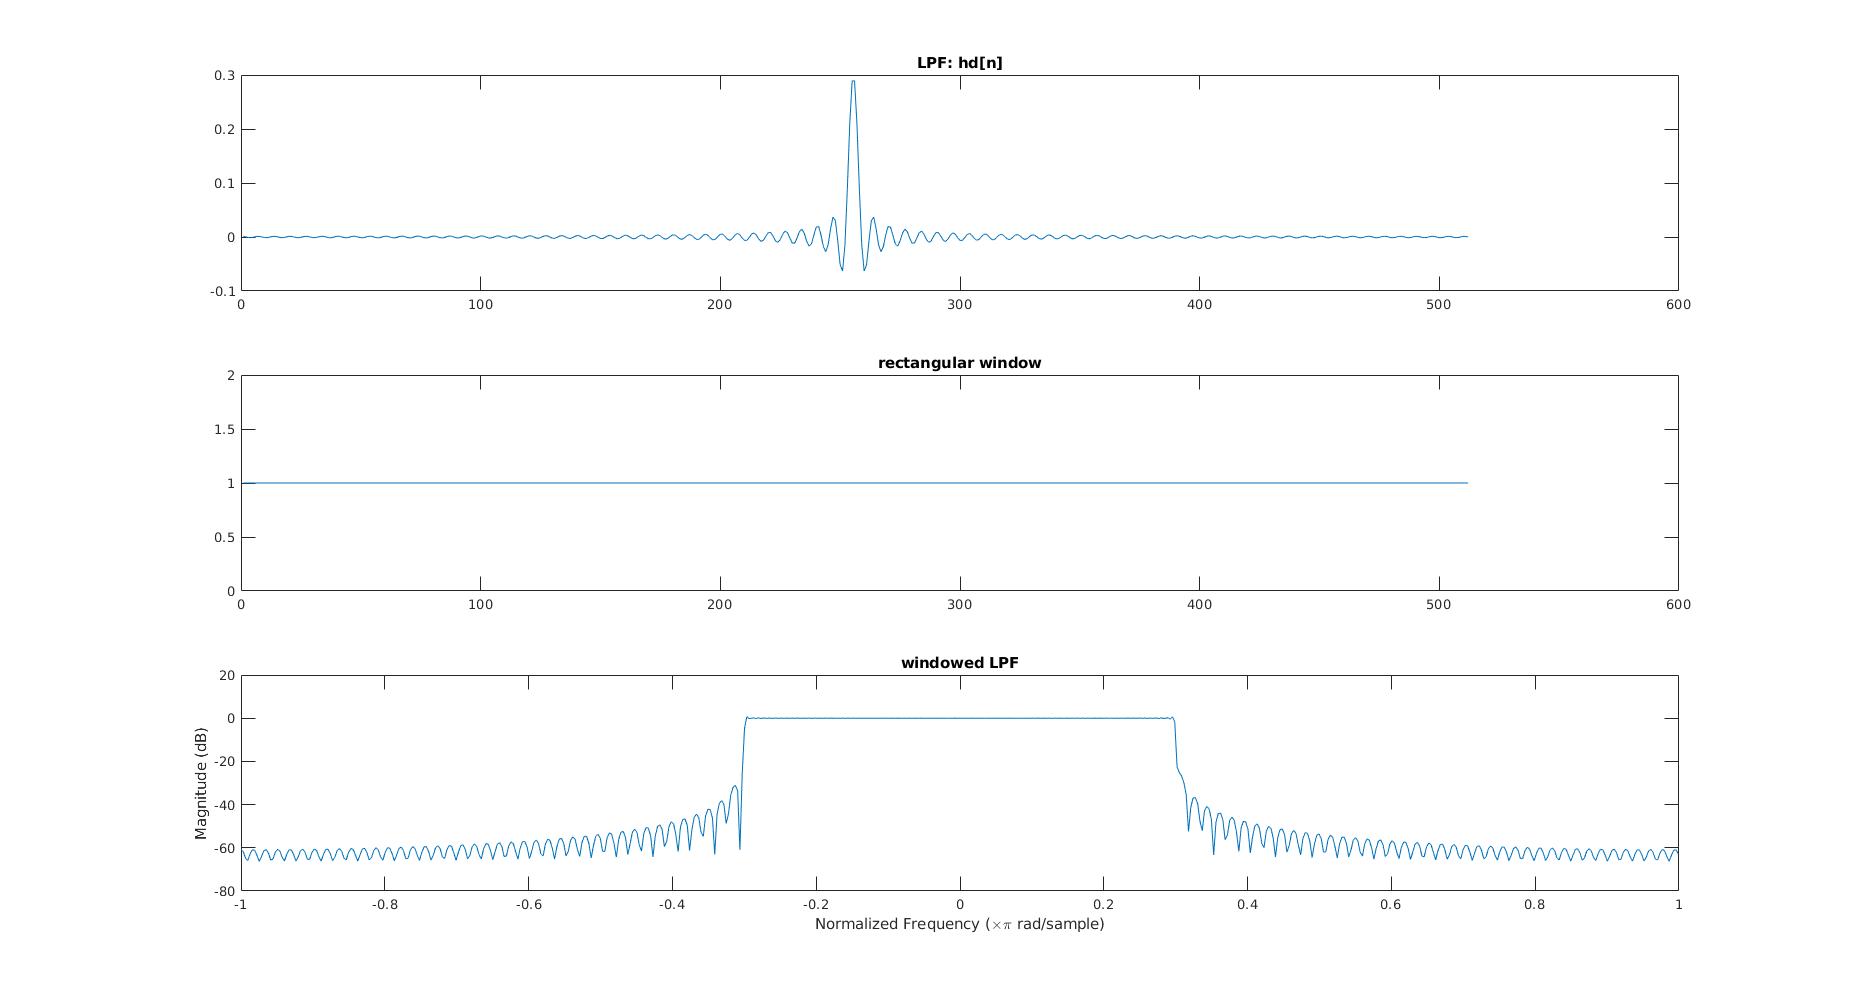 LPF: hd[n]
0.3
0.2
0.1
0
-0.1
0 100 200 300 400 500 600
rectangular window
2
1.5
1
0.5
0
0 100 200 300 400 500 600
windowed LPF
20
0
-20
-40
-60
-80
Magnitude (dB)
-1 -0.8 -0.6 -0.4 -0.2 0 0.2 0.4 0.6 0.8 1
Normalized Frequency (×π rad/sample)